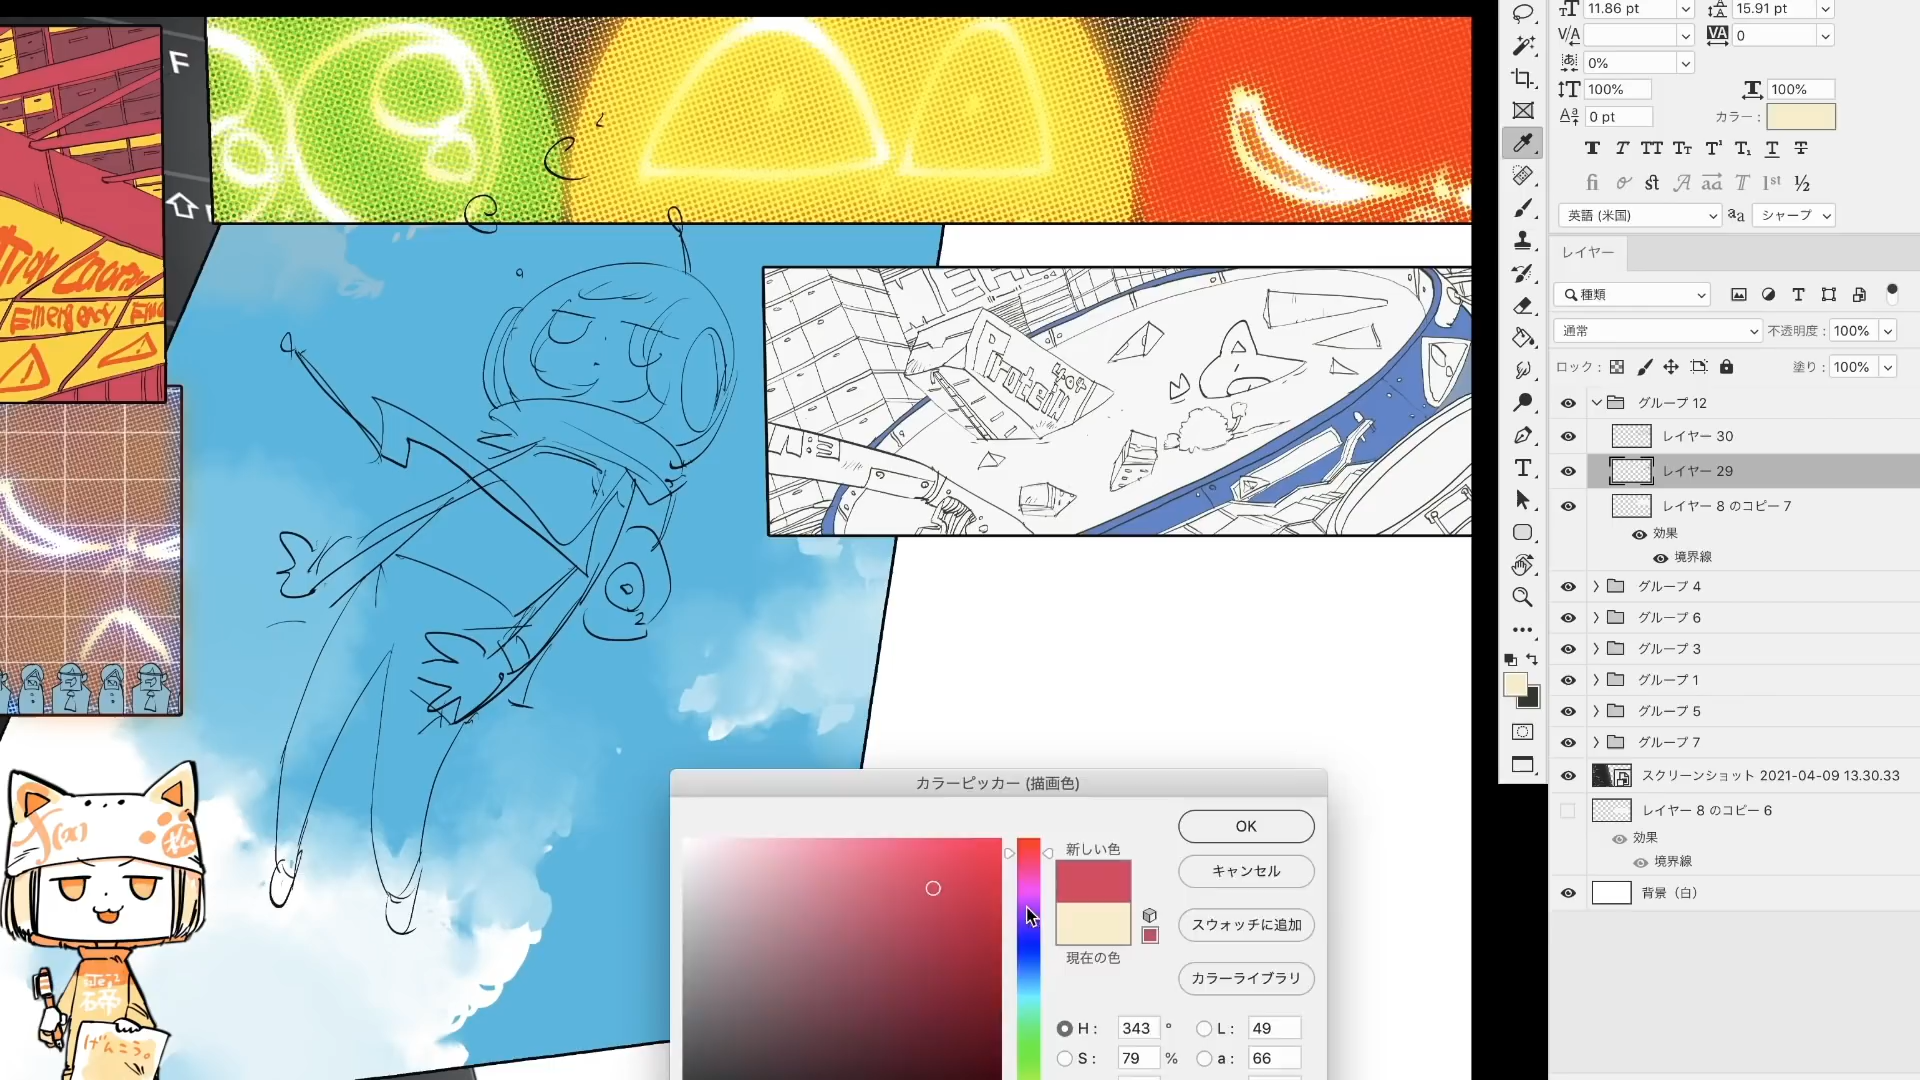 F
11.86 pt
15.91 pt
0
0%
100%
100%
0 pt
カラー :
英語 (米国)
シャープ
レイヤー
種類
通常
不透明度 :
100%
ロック :
塗り :
100%
グループ 12
レイヤー 30
レイヤー 29
レイヤー 8 のコピー 7
効果
境界線
グループ 4
グループ 6
グループ 3
グループ 1
グループ 5
グループ 7
スクリーンショット 2021-04-09 13.30.33
レイヤー 8 のコピー 6
効果
境界線
背景（白）
Emergency
Protein
カラーピッカー (描画色)
OK
新しい色
キャンセル
スウォッチに追加
現在の色
カラーライブラリ
H :
343
°
L :
49
S :
79
%
a :
66
f(x)
松
げんこう。